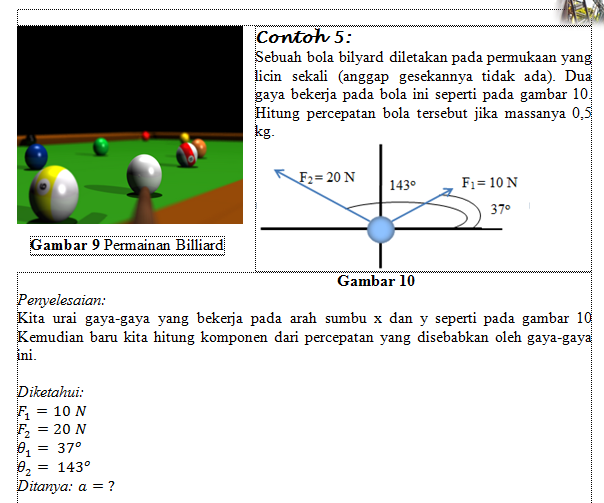 Contoh 5:
Sebuah bola bilyard diletakan pada permukaan yang
licin sekali (anggap gesekannya tidak ada). Dua
gaya bekerja pada bola ini seperti pada gambar 10.
Hitung percepatan bola tersebut jika massanya 0,5
kg.
F₂= 20 N
143°
F₁= 10 N
37°
Gambar 9 Permainan Billiard
Gambar 10
Penyelesaian:
Kita urai gaya-gaya yang bekerja pada arah sumbu x dan y seperti pada gambar 10
Kemudian baru kita hitung komponen dari percepatan yang disebabkan oleh gaya-gaya
ini.
Diketahui:
F₁ = 10 N
F₂ = 20 N
θ₁ = 37°
θ₂ = 143°
Ditanya: a = ?